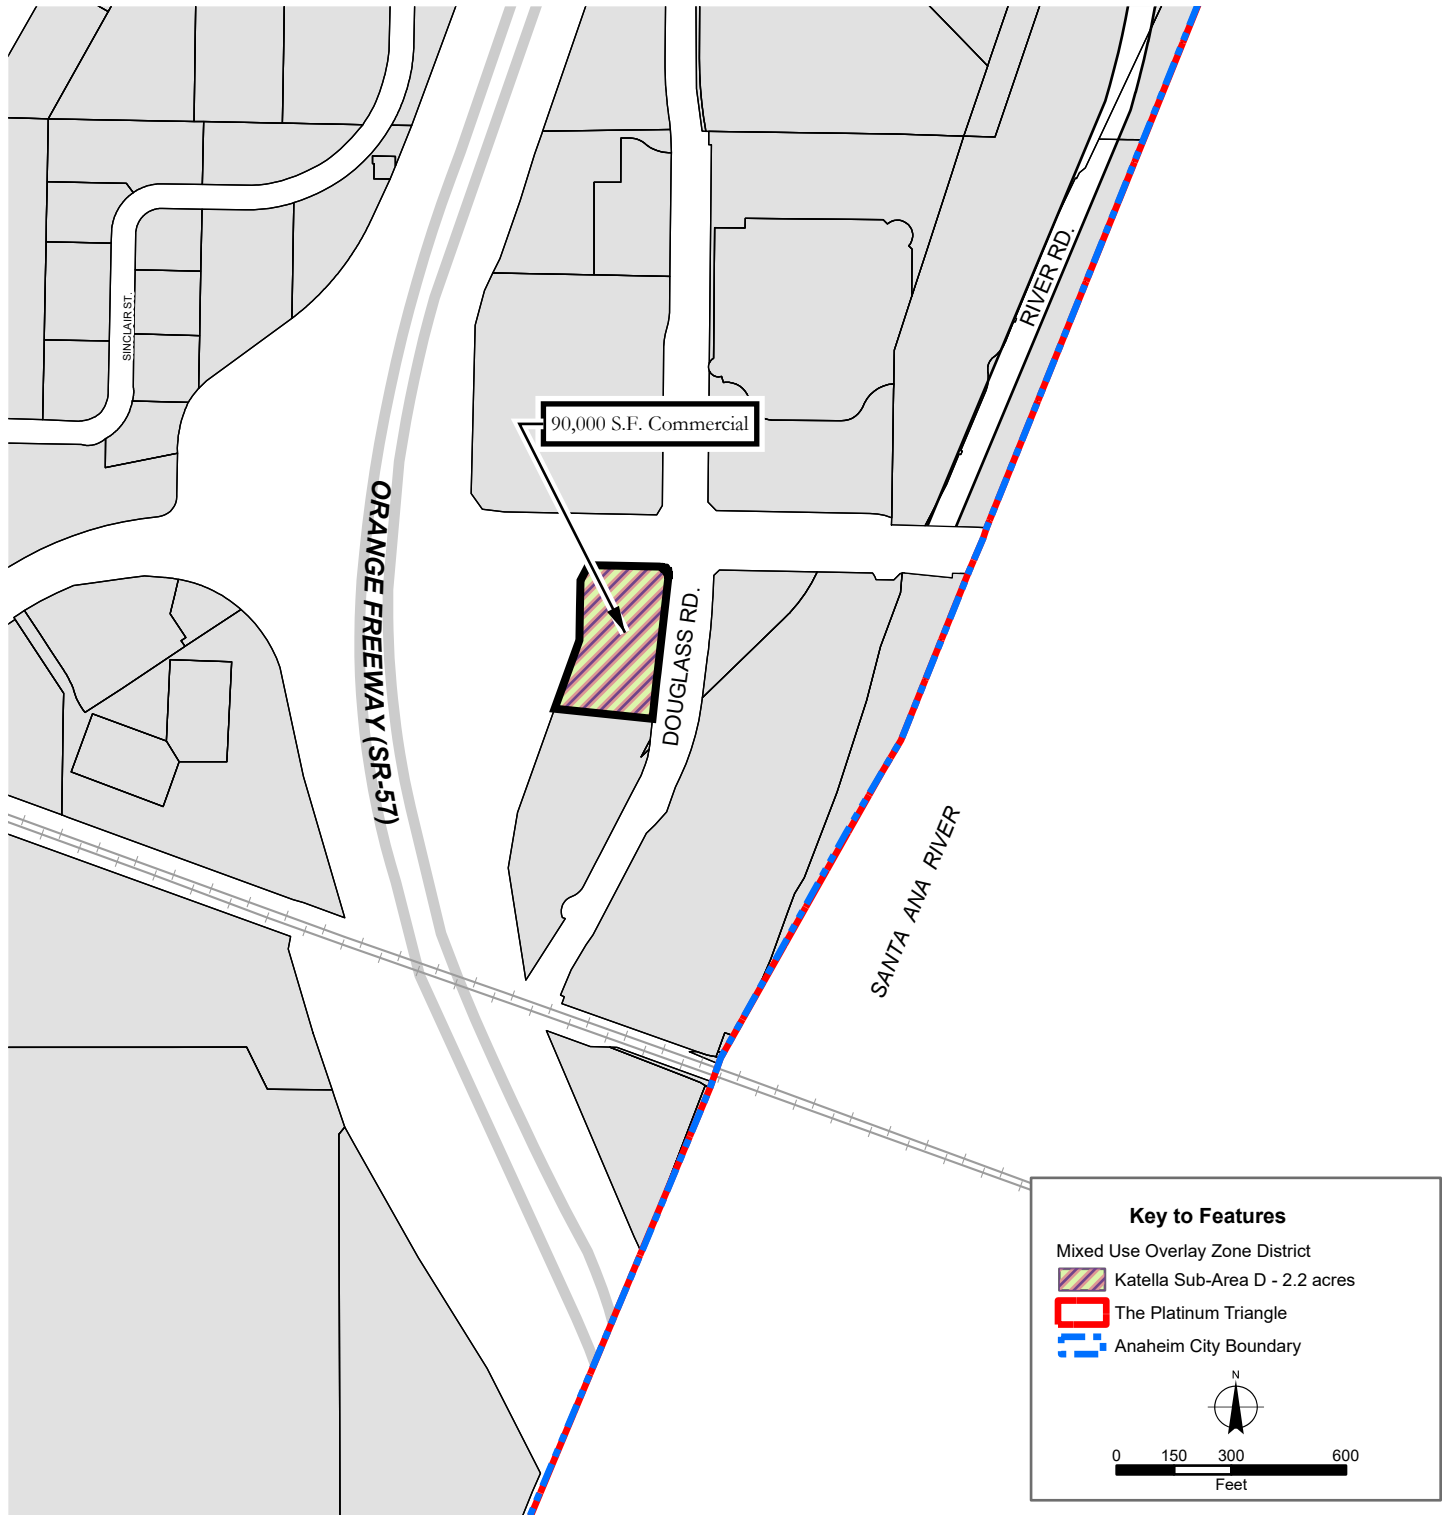 RIVER RD.
SINCLAIR ST.
90,000 S.F. Commercial
ORANGE FREEWAY (SR-57)
DOUGLASS RD.
SANTA ANA RIVER
Key to Features
Mixed Use Overlay Zone District
Katella Sub-Area D - 2.2 acres
The Platinum Triangle
Anaheim City Boundary
N
0 150 300 600
Feet